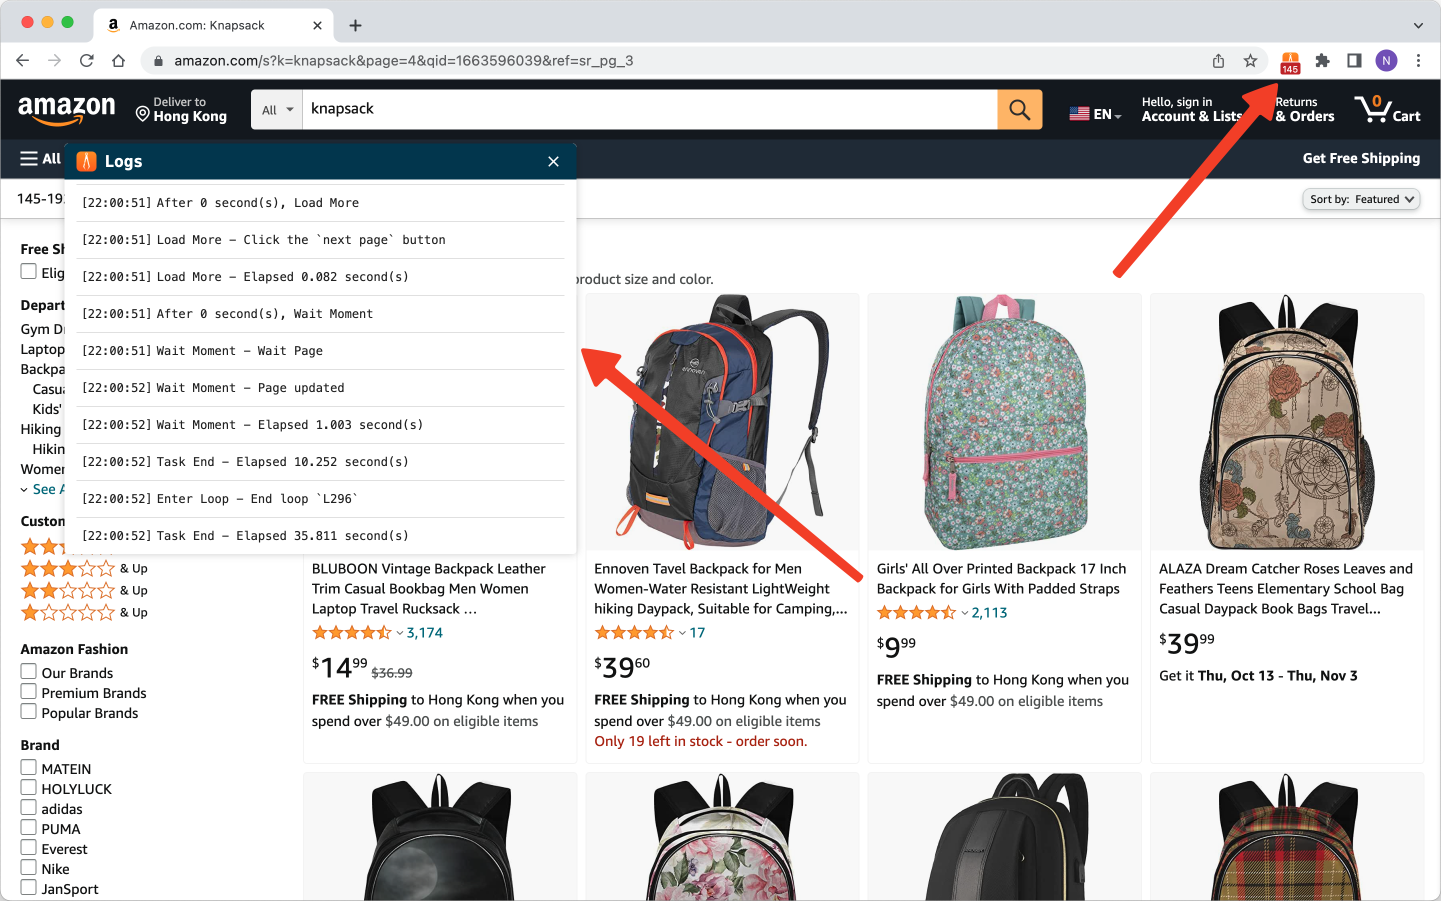 a Amazon.com: Knapsack
amazon.com/s?k=knapsack&page=4&qid=1663596039&ref=sr_pg_3
145
N
amazon
Deliver to
Hong Kong
All
knapsack
EN
Hello, sign in
Account & Lists
Returns
& Orders
0
Cart
All
Get Free Shipping
Logs
145-19
Sort by: Featured
[22:00:51] After 0 second(s), Load More
[22:00:51] Load More – Click the `next page` button
[22:00:51] Load More – Elapsed 0.082 second(s)
[22:00:51] After 0 second(s), Wait Moment
[22:00:51] Wait Moment – Wait Page
[22:00:52] Wait Moment – Page updated
[22:00:52] Wait Moment – Elapsed 1.003 second(s)
[22:00:52] Task End – Elapsed 10.252 second(s)
[22:00:52] Enter Loop – End loop `L296`
[22:00:52] Task End – Elapsed 35.811 second(s)
product size and color.
Free Sh
Elig
Depart
Gym Du
Laptop
Backpa
Casua
Kids'
Hiking
Hikin
Women
See A
Custon
& Up
& Up
& Up
Amazon Fashion
Our Brands
Premium Brands
Popular Brands
Brand
MATEIN
HOLYLUCK
adidas
PUMA
Everest
Nike
JanSport
ennoven
BLUBOON Vintage Backpack Leather
Trim Casual Bookbag Men Women
Laptop Travel Rucksack ...
3,174
$14 99 $36.99
FREE Shipping to Hong Kong when you
spend over $49.00 on eligible items
Ennoven Tavel Backpack for Men
Women-Water Resistant LightWeight
hiking Daypack, Suitable for Camping,...
17
$39 60
FREE Shipping to Hong Kong when you
spend over $49.00 on eligible items
Only 19 left in stock - order soon.
Girls' All Over Printed Backpack 17 Inch
Backpack for Girls With Padded Straps
2,113
$9 99
FREE Shipping to Hong Kong when you
spend over $49.00 on eligible items
ALAZA Dream Catcher Roses Leaves and
Feathers Teens Elementary School Bag
Casual Daypack Book Bags Travel...
$39 99
Get it Thu, Oct 13 - Thu, Nov 3